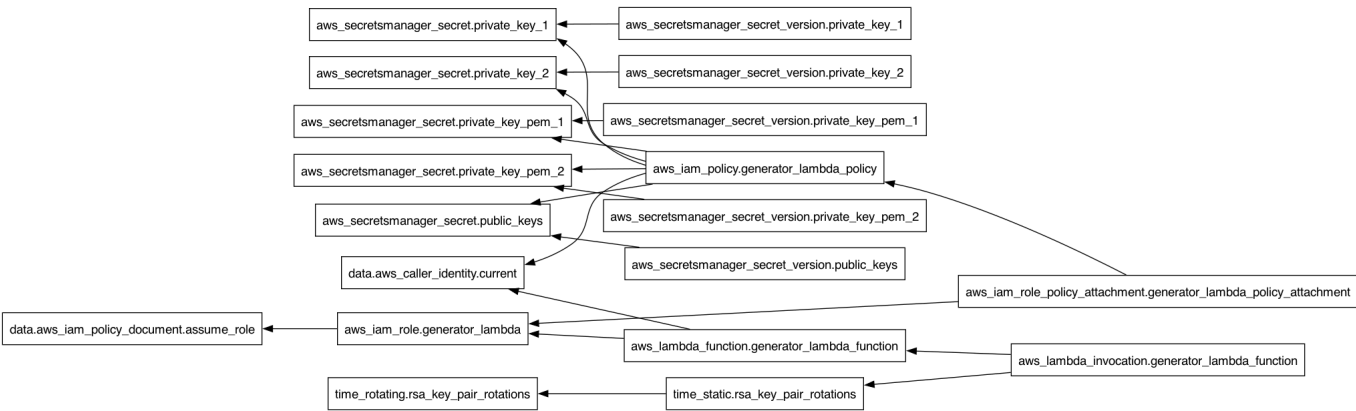 aws_secretsmanager_secret.private_key_1
aws_secretsmanager_secret_version.private_key_1
aws_secretsmanager_secret.private_key_2
aws_secretsmanager_secret_version.private_key_2
aws_secretsmanager_secret.private_key_pem_1
aws_secretsmanager_secret_version.private_key_pem_1
aws_secretsmanager_secret.private_key_pem_2
aws_iam_policy.generator_lambda_policy
aws_secretsmanager_secret.public_keys
aws_secretsmanager_secret_version.private_key_pem_2
data.aws_caller_identity.current
aws_secretsmanager_secret_version.public_keys
aws_iam_role_policy_attachment.generator_lambda_policy_attachment
data.aws_iam_policy_document.assume_role
aws_iam_role.generator_lambda
aws_lambda_function.generator_lambda_function
aws_lambda_invocation.generator_lambda_function
time_rotating.rsa_key_pair_rotations
time_static.rsa_key_pair_rotations